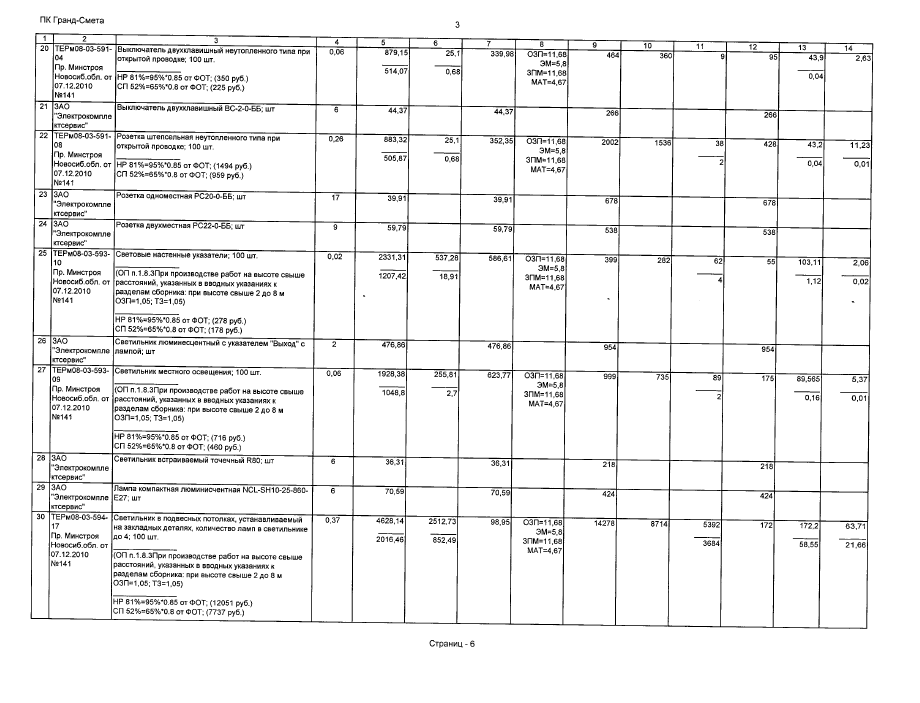 ПК Гранд-Смета
3
1 2 3 4 5 6 7 8 9 10 11 12 13 14
20 ТЕРм08-03-591- Выключатель двухклавишный неутопленного типа при 0,06 879,15 25,1 339,98 ОЗП=11,68 464 360 9 95 43,9 2,63
04 открытой проводке; 100 шт. ЭМ=5,8
Пр. Минстроя 514,07 0,68 ЗПМ=11,68 0,04
Новосиб.обл. от НР 81%=95%*0.85 от ФОТ; (350 руб.) МАТ=4,67
07.12.2010 СП 52%=65%*0.8 от ФОТ; (225 руб.)
№141
21 ЗАО Выключатель двухклавишный ВС-2-0-ББ; шт 6 44,37 44,37 266 266
"Электрокомпле
ктсервис"
22 ТЕРм08-03-591- Розетка штепсельная неутопленного типа при 0,26 883,32 25,1 352,35 ОЗП=11,68 2002 1536 38 428 43,2 11,23
08 открытой проводке; 100 шт. ЭМ=5,8
Пр. Минстроя 505,87 0,68 ЗПМ=11,68 2 0,04 0,01
Новосиб.обл. от НР 81%=95%*0.85 от ФОТ; (1494 руб.) МАТ=4,67
07.12.2010 СП 52%=65%*0.8 от ФОТ; (959 руб.)
№141
23 ЗАО Розетка одноместная РС20-0-ББ; шт 17 39,91 39,91 678 678
"Электрокомпле
ктсервис"
24 ЗАО Розетка двухместная РС22-0-ББ; шт 9 59,79 59,79 538 538
"Электрокомпле
ктсервис"
25 ТЕРм08-03-593- Световые настенные указатели; 100 шт. 0,02 2331,31 537,28 586,61 ОЗП=11,68 399 282 62 55 103,11 2,06
10 ЭМ=5,8
Пр. Минстроя (ОП п.1.8.3При производстве работ на высоте свыше 1207,42 18,91 ЗПМ=11,68 4 1,12 0,02
Новосиб.обл. от расстояний, указанных в вводных указаниях к МАТ=4,67
07.12.2010 разделам сборника: при высоте свыше 2 до 8 м
№141 ОЗП=1,05; ТЗ=1,05)
НР 81%=95%*0.85 от ФОТ; (278 руб.)
СП 52%=65%*0.8 от ФОТ; (178 руб.)
26 ЗАО Светильник люминесцентный с указателем "Выход" с 2 476,86 476,86 954 954
"Электрокомпле лампой; шт
ктсервис"
27 ТЕРм08-03-593- Светильник местного освещения; 100 шт. 0,06 1928,38 255,81 623,77 ОЗП=11,68 999 735 89 175 89,565 5,37
09 ЭМ=5,8
Пр. Минстроя (ОП п.1.8.3При производстве работ на высоте свыше 1048,8 2,7 ЗПМ=11,68 2 0,16 0,01
Новосиб.обл. от расстояний, указанных в вводных указаниях к МАТ=4,67
07.12.2010 разделам сборника: при высоте свыше 2 до 8 м
№141 ОЗП=1,05; ТЗ=1,05)
НР 81%=95%*0.85 от ФОТ; (716 руб.)
СП 52%=65%*0.8 от ФОТ; (460 руб.)
28 ЗАО Светильник встраиваемый точечный R80; шт 6 36,31 36,31 218 218
"Электрокомпле
ктсервис"
29 ЗАО Лампа компактная люминисчентная NCL-SH10-25-860- 6 70,59 70,59 424 424
"Электрокомпле Е27; шт
ктсервис"
30 ТЕРм08-03-594- Светильник в подвесных потолках, устанавливаемый 0,37 4628,14 2512,73 98,95 ОЗП=11,68 14278 8714 5392 172 172,2 63,71
17 на закладных деталях, количество ламп в светильнике ЭМ=5,8
Пр. Минстроя до 4; 100 шт. 2016,46 852,49 ЗПМ=11,68 3684 58,55 21,66
Новосиб.обл. от МАТ=4,67
07.12.2010 (ОП п.1.8.3При производстве работ на высоте свыше
№141 расстояний, указанных в вводных указаниях к
разделам сборника: при высоте свыше 2 до 8 м
ОЗП=1,05; ТЗ=1,05)
НР 81%=95%*0.85 от ФОТ; (12051 руб.)
СП 52%=65%*0.8 от ФОТ; (7737 руб.)
Страниц - 6